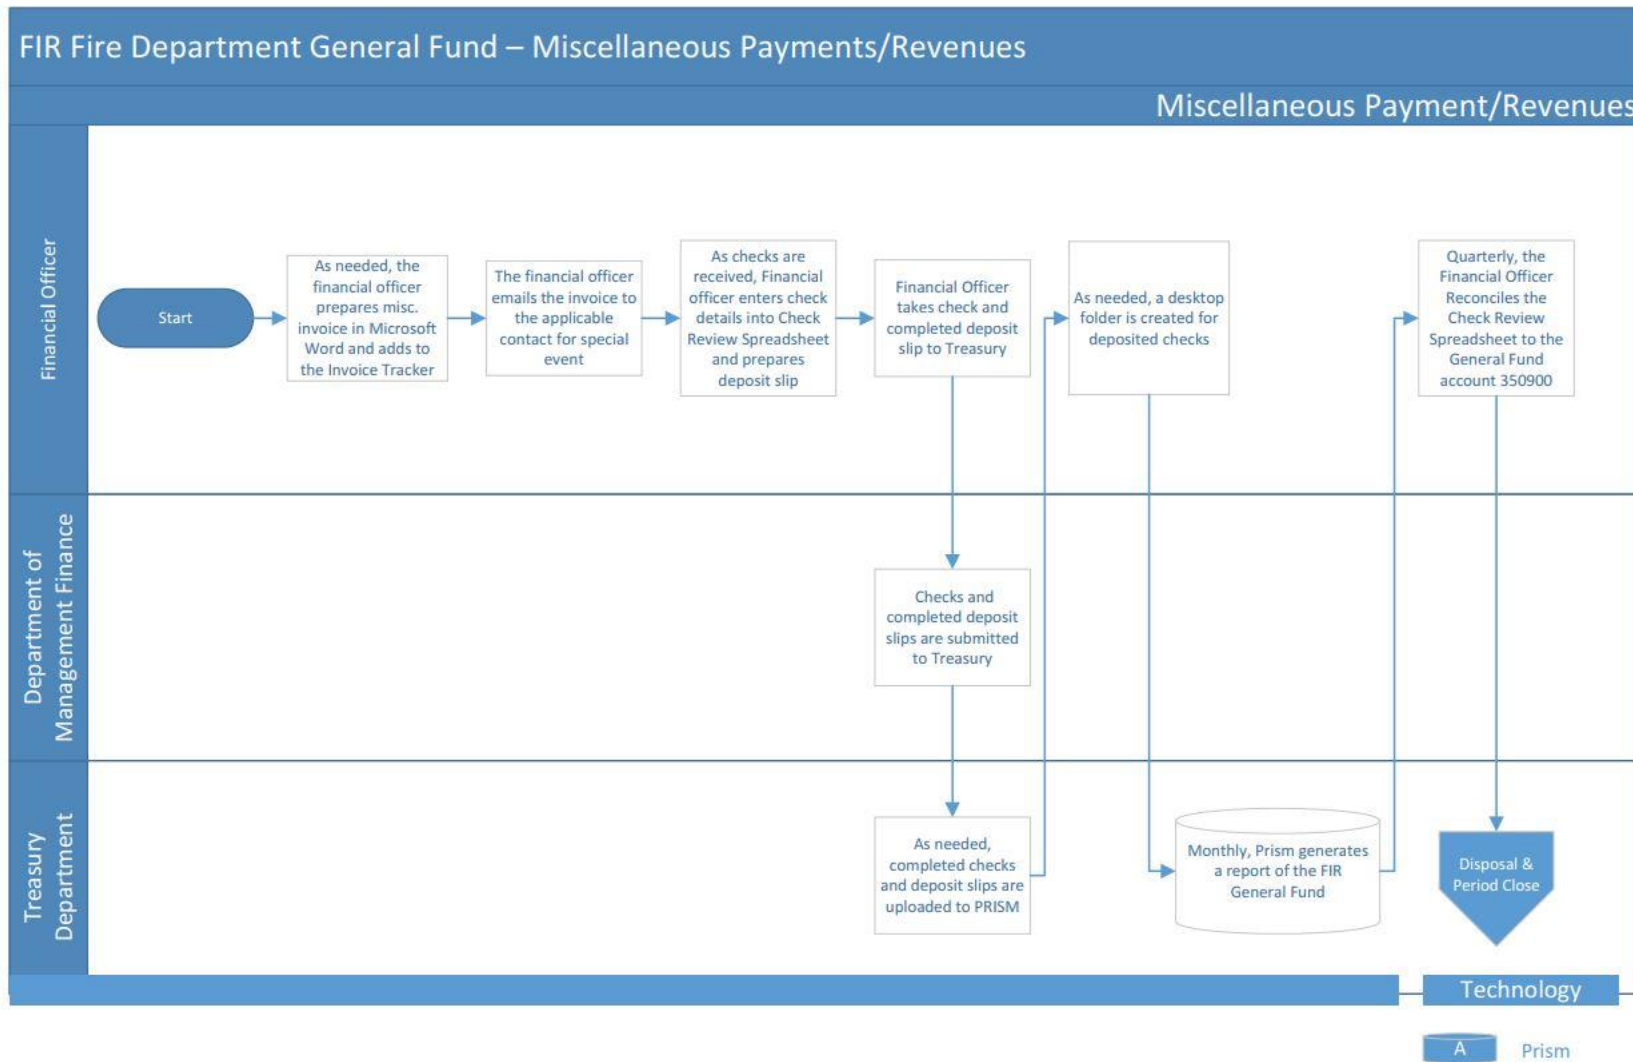 FIR Fire Department General Fund – Miscellaneous Payments/Revenues
Miscellaneous Payment/Revenues
Financial Officer
Start
As needed, the
financial officer
prepares misc.
invoice in Microsoft
Word and adds to
the Invoice Tracker
The financial officer
emails the invoice to
the applicable
contact for special
event
As checks are
received, Financial
officer enters check
details into Check
Review Spreadsheet
and prepares
deposit slip
Financial Officer
takes check and
completed deposit
slip to Treasury
As needed, a desktop
folder is created for
deposited checks
Quarterly, the
Financial Officer
Reconciles the
Check Review
Spreadsheet to the
General Fund
account 350900
Department of
Management Finance
Checks and
completed deposit
slips are submitted
to Treasury
Treasury
Department
As needed,
completed checks
and deposit slips are
uploaded to PRISM
Monthly, Prism generates
a report of the FIR
General Fund
Disposal &
Period Close
Technology
A
Prism